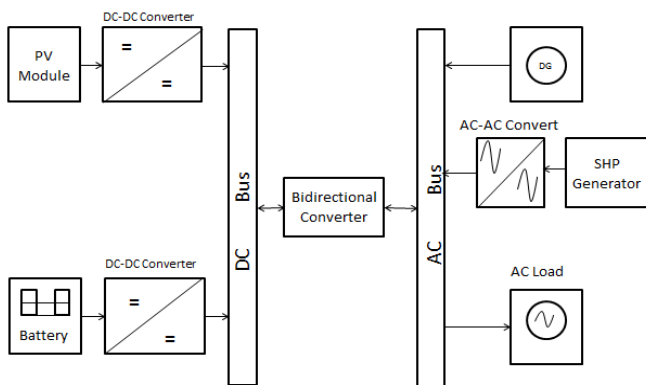 DC-DC Converter
PV
Module
=
=
DC Bus
DG
AC-AC Convert
SHP
Generator
Bidirectional
Converter
AC Bus
DC-DC Converter
=
=
Battery
AC Load